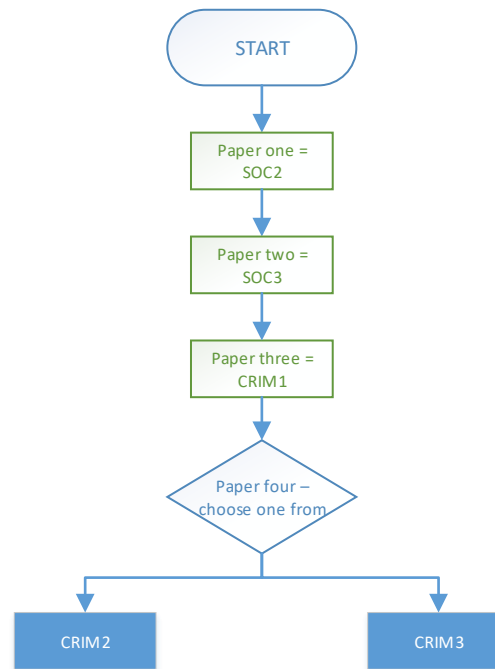 START
Paper one =
SOC2
Paper two =
SOC3
Paper three =
CRIM1
Paper four –
choose one from
CRIM2
CRIM3